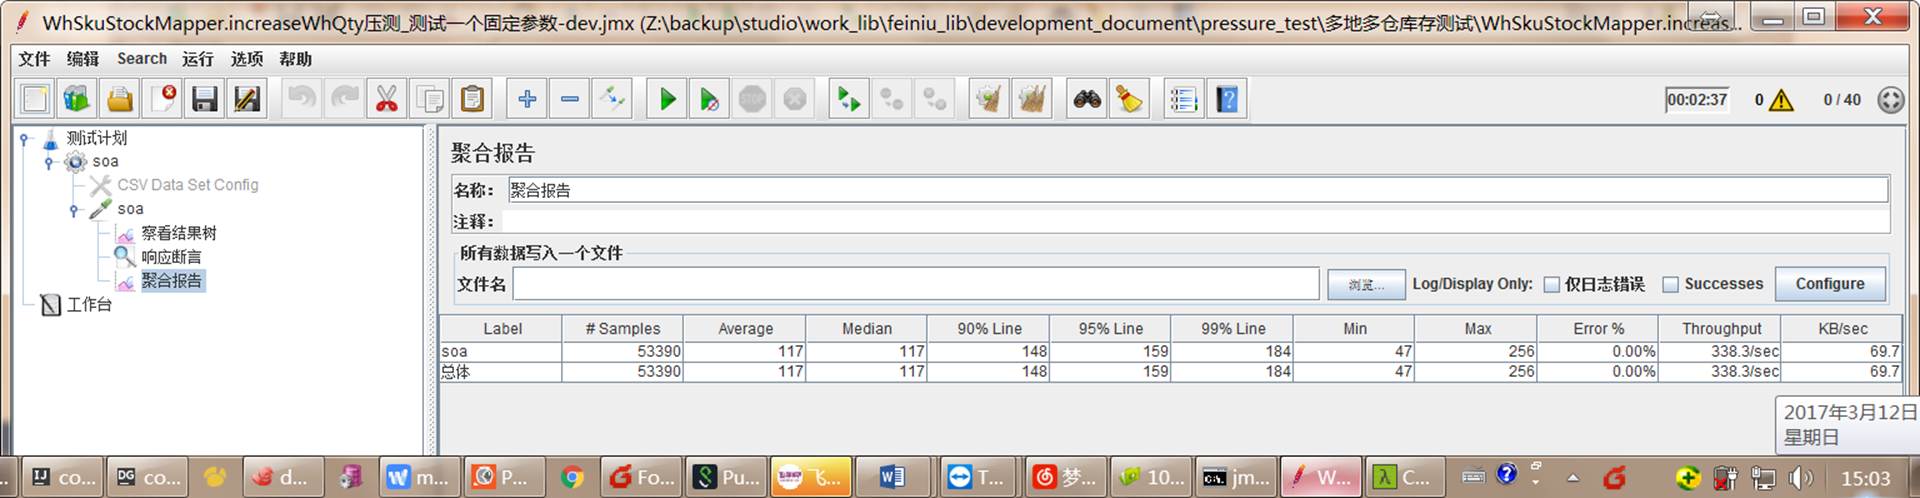 WhSkuStockMapper.increaseWhQty压测_测试一个固定参数-dev.jmx (Z:\backup\studio\work_lib\feiniu_lib\development_document\pressure_test\多地多仓库存测试\WhSkuStockMapper.increas...
文件 编辑 Search 运行 选项 帮助
00:02:37 0 0 / 40
测试计划
soa
CSV Data Set Config
soa
察看结果树
响应断言
聚合报告
工作台
聚合报告
名称： 聚合报告
注释：
所有数据写入一个文件
文件名 浏览... Log/Display Only: 仅日志错误 Successes Configure
Label # Samples Average Median 90% Line 95% Line 99% Line Min Max Error % Throughput KB/sec
soa 53390 117 117 148 159 184 47 256 0.00% 338.3/sec 69.7
总体 53390 117 117 148 159 184 47 256 0.00% 338.3/sec 69.7
2017年3月12日
星期日
co... co... d... m... P... Fo... Pu... 飞... T... 梦... 10... jm... W... C... 15:03